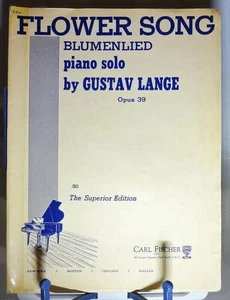 FLOWER SONG
BLUMENLIED
piano solo
by GUSTAV LANGE
Opus 39
.50
The Superior Edition
CARL FISCHER
NEW YORK • BOSTON • CHICAGO • DALLAS